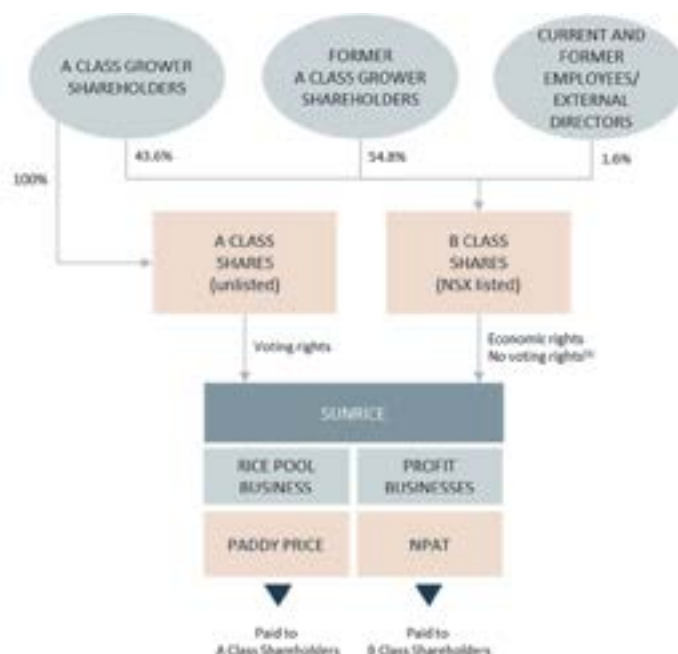 A CLASS GROWER
SHAREHOLDERS
FORMER
A CLASS GROWER
SHAREHOLDERS
CURRENT AND
FORMER
EMPLOYEES/
EXTERNAL
DIRECTORS
100%
43.6%
54.8%
1.6%
A CLASS
SHARES
(unlisted)
B CLASS
SHARES
(NSX listed)
Voting rights
Economic rights
No voting rights
SUNRICE
RICE POOL
BUSINESS
PROFIT
BUSINESSES
PADDY PRICE
NPAT
Paid to
A Class Shareholders
Paid to
B Class Shareholders